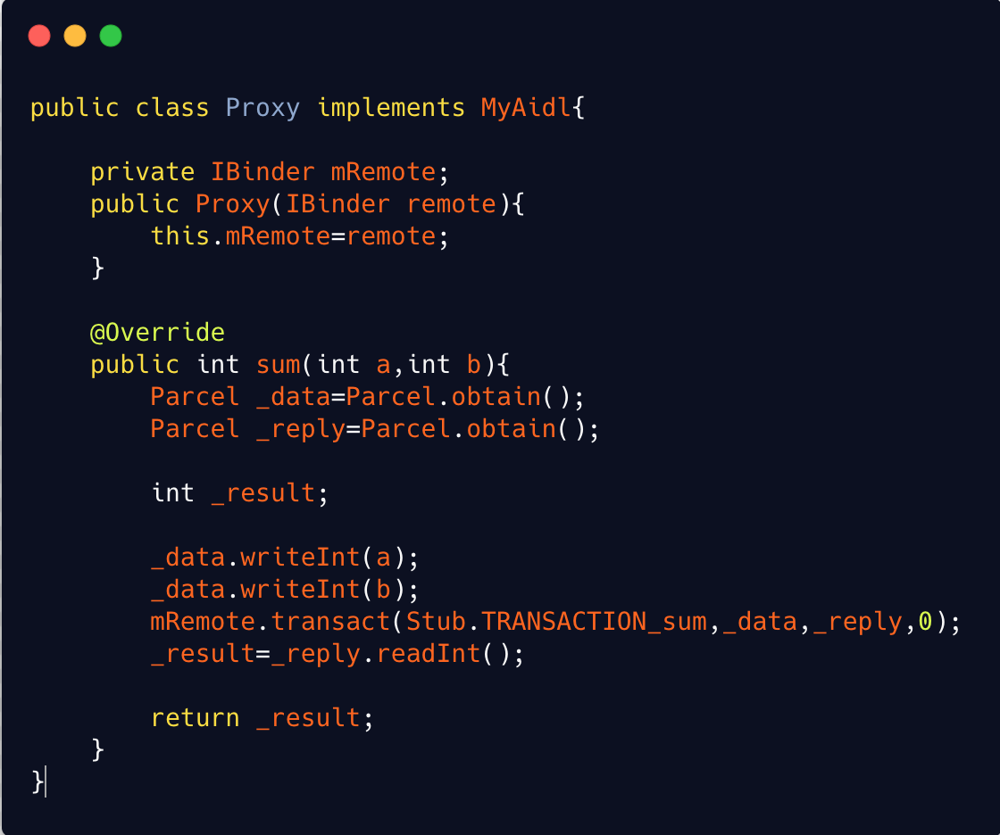 public class Proxy implements MyAidl{
    private IBinder mRemote;
    public Proxy(IBinder remote){
        this.mRemote=remote;
    }
    @Override
    public int sum(int a,int b){
        Parcel _data=Parcel.obtain();
        Parcel _reply=Parcel.obtain();
        int _result;
        _data.writeInt(a);
        _data.writeInt(b);
        mRemote.transact(Stub.TRANSACTION_sum,_data,_reply,0);
        _result=_reply.readInt();
        return _result;
    }
}